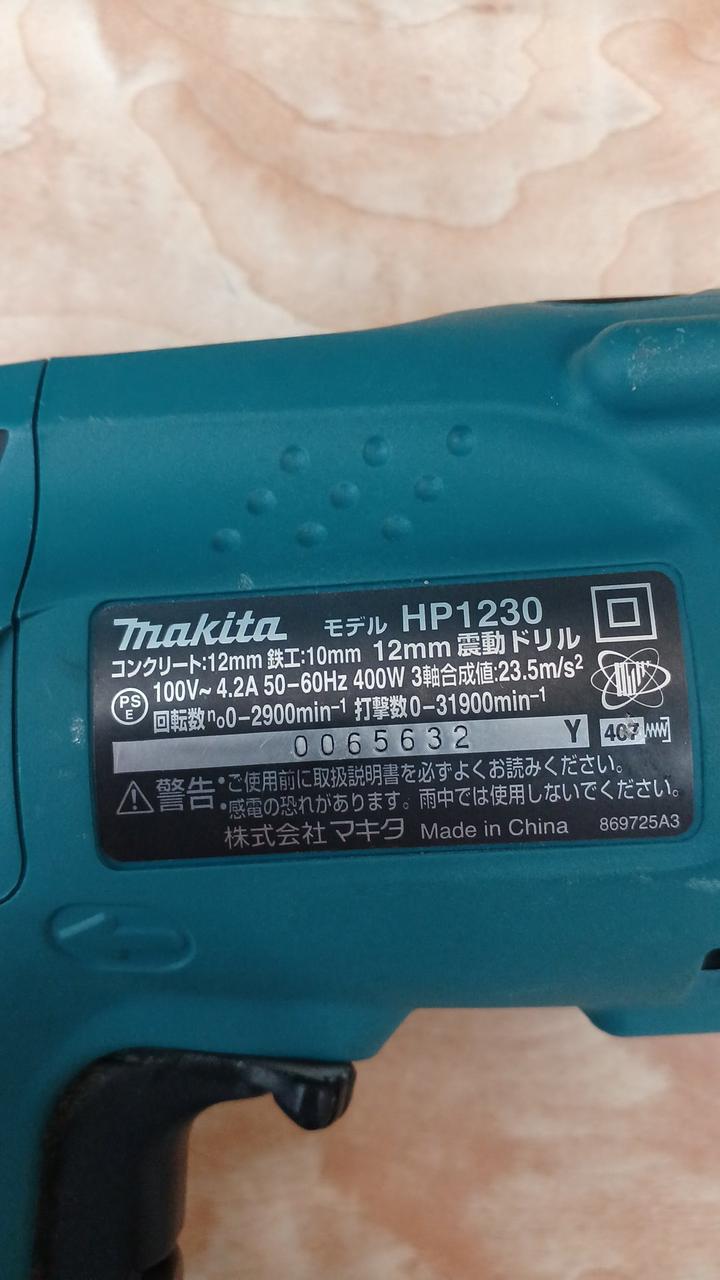 makita モデル HP1230
コンクリート:12mm 鉄工:10mm 12mm 震動ドリル
PSE 100V~ 4.2A 50-60Hz 400W 3軸合成値:23.5m/s²
回転数n₀0-2900min⁻¹ 打撃数0-31900min⁻¹
0065632 Y 407
⚠警告 •ご使用前に取扱説明書を必ずよくお読みください。
•感電の恐れがあります。雨中では使用しないでください。
株式会社 マキタ Made in China 869725A3